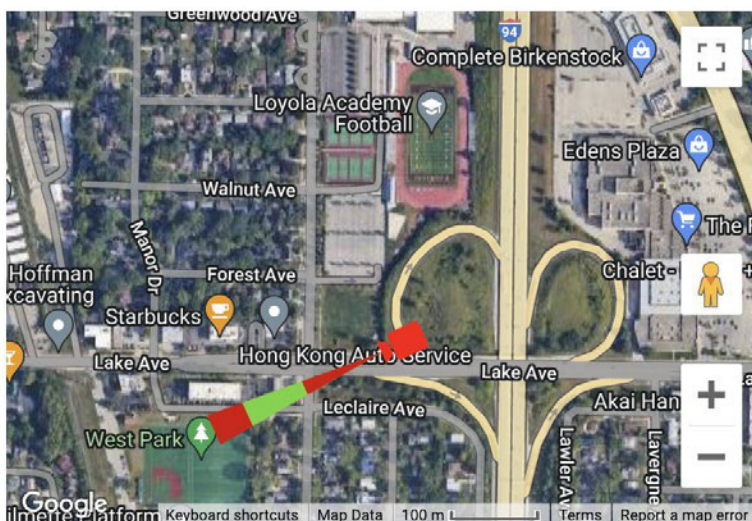 Greenwood Ave
94
Complete Birkenstock
Loyola Academy
Football
Edens Plaza
Walnut Ave
The
Manor Dr
Forest Ave
Chalet -
Hoffman
Starbucks
Hong Kong Auto Service
Lake Ave
Lake Ave
Leclaire Ave
Akai Han
West Park
Lawler Av
Lavergne
Google
Keyboard shortcuts
Map Data
100 m
Terms
Report a map error